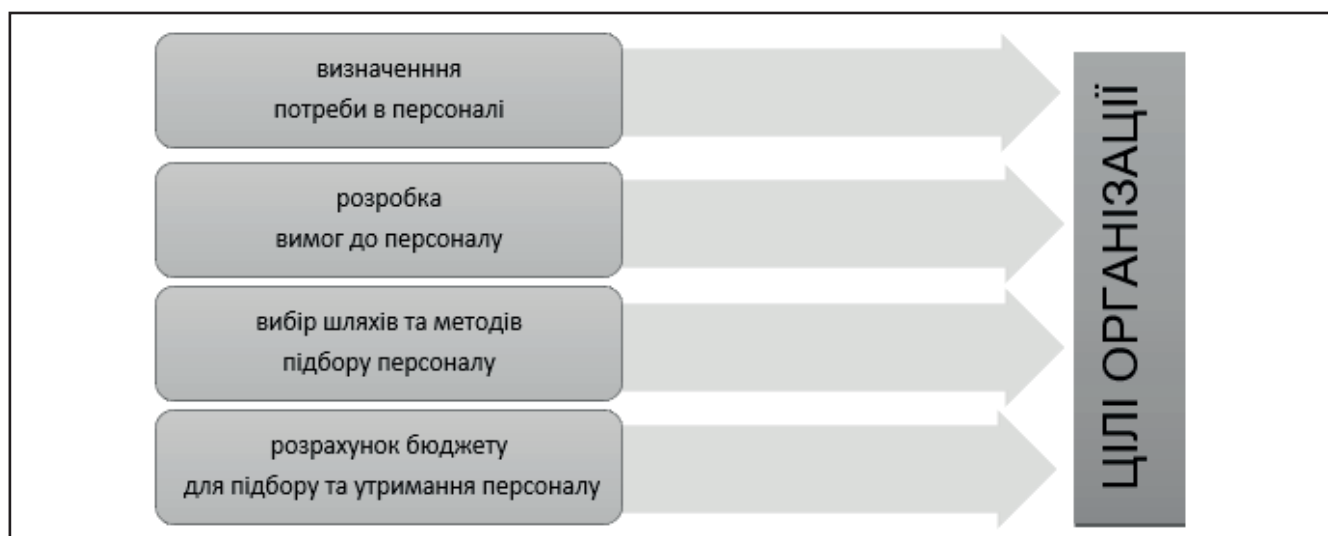 визначенння
потреби в персоналі
розробка
вимог до персоналу
вибір шляхів та методів
підбору персоналу
розрахунок бюджету
для підбору та утримання персоналу
ЦІЛІ ОРГАНІЗАЦІЇ